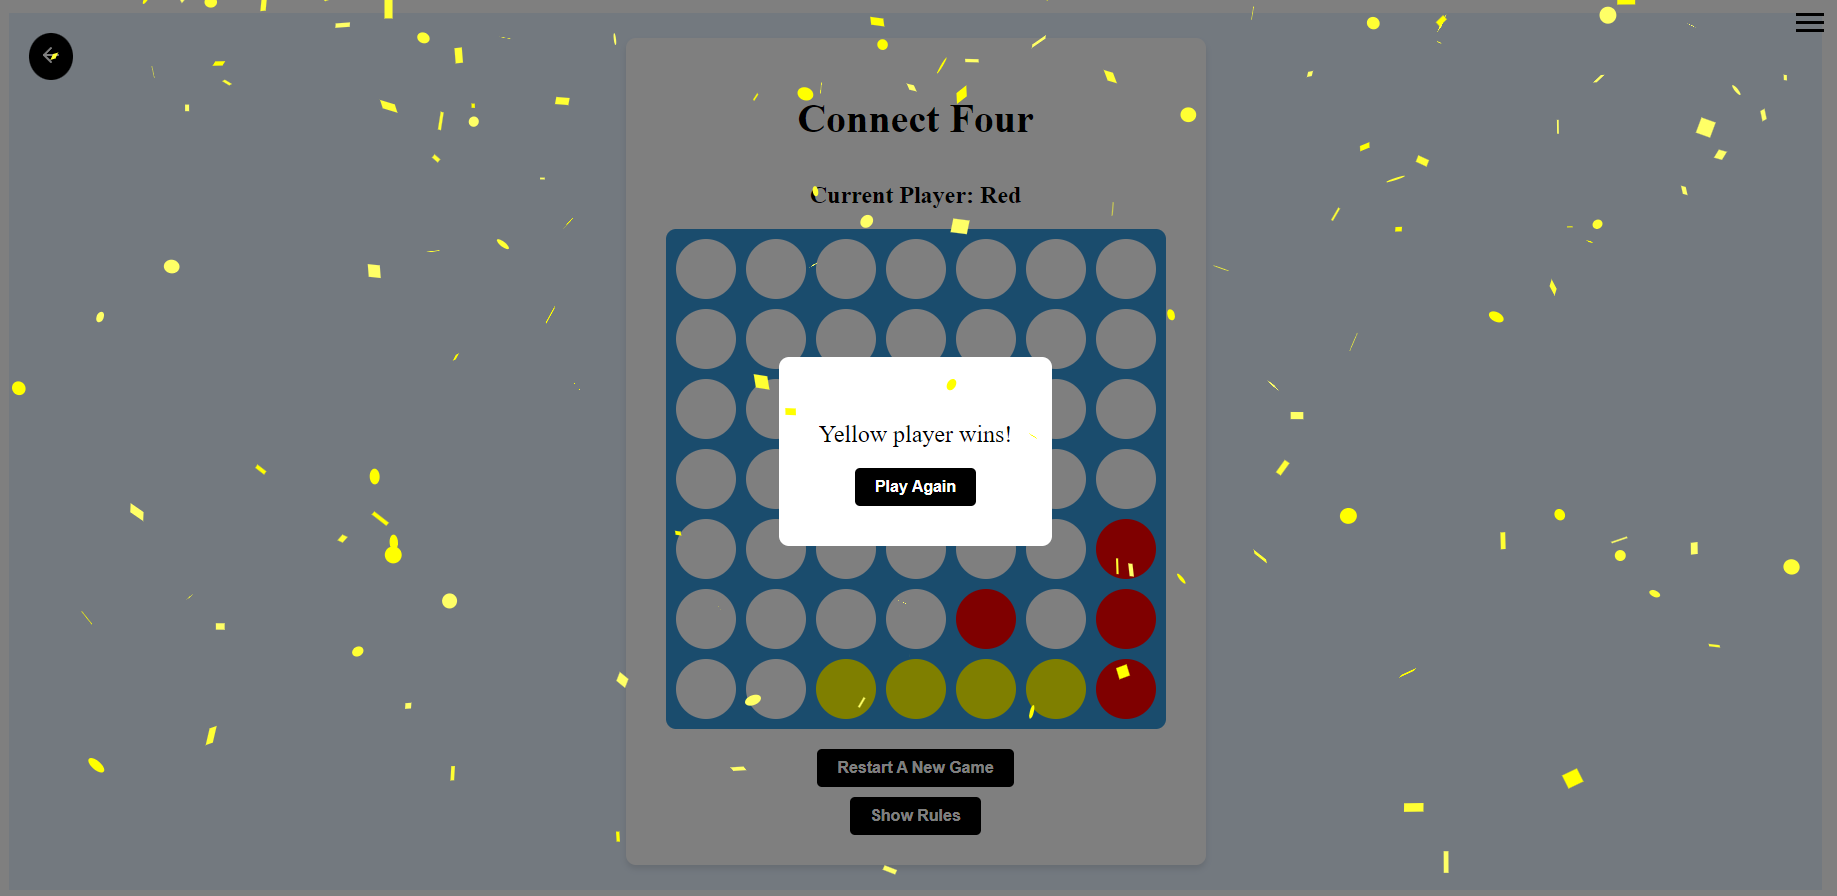 Connect Four
Current Player: Red
Yellow player wins!
Play Again
Restart A New Game
Show Rules